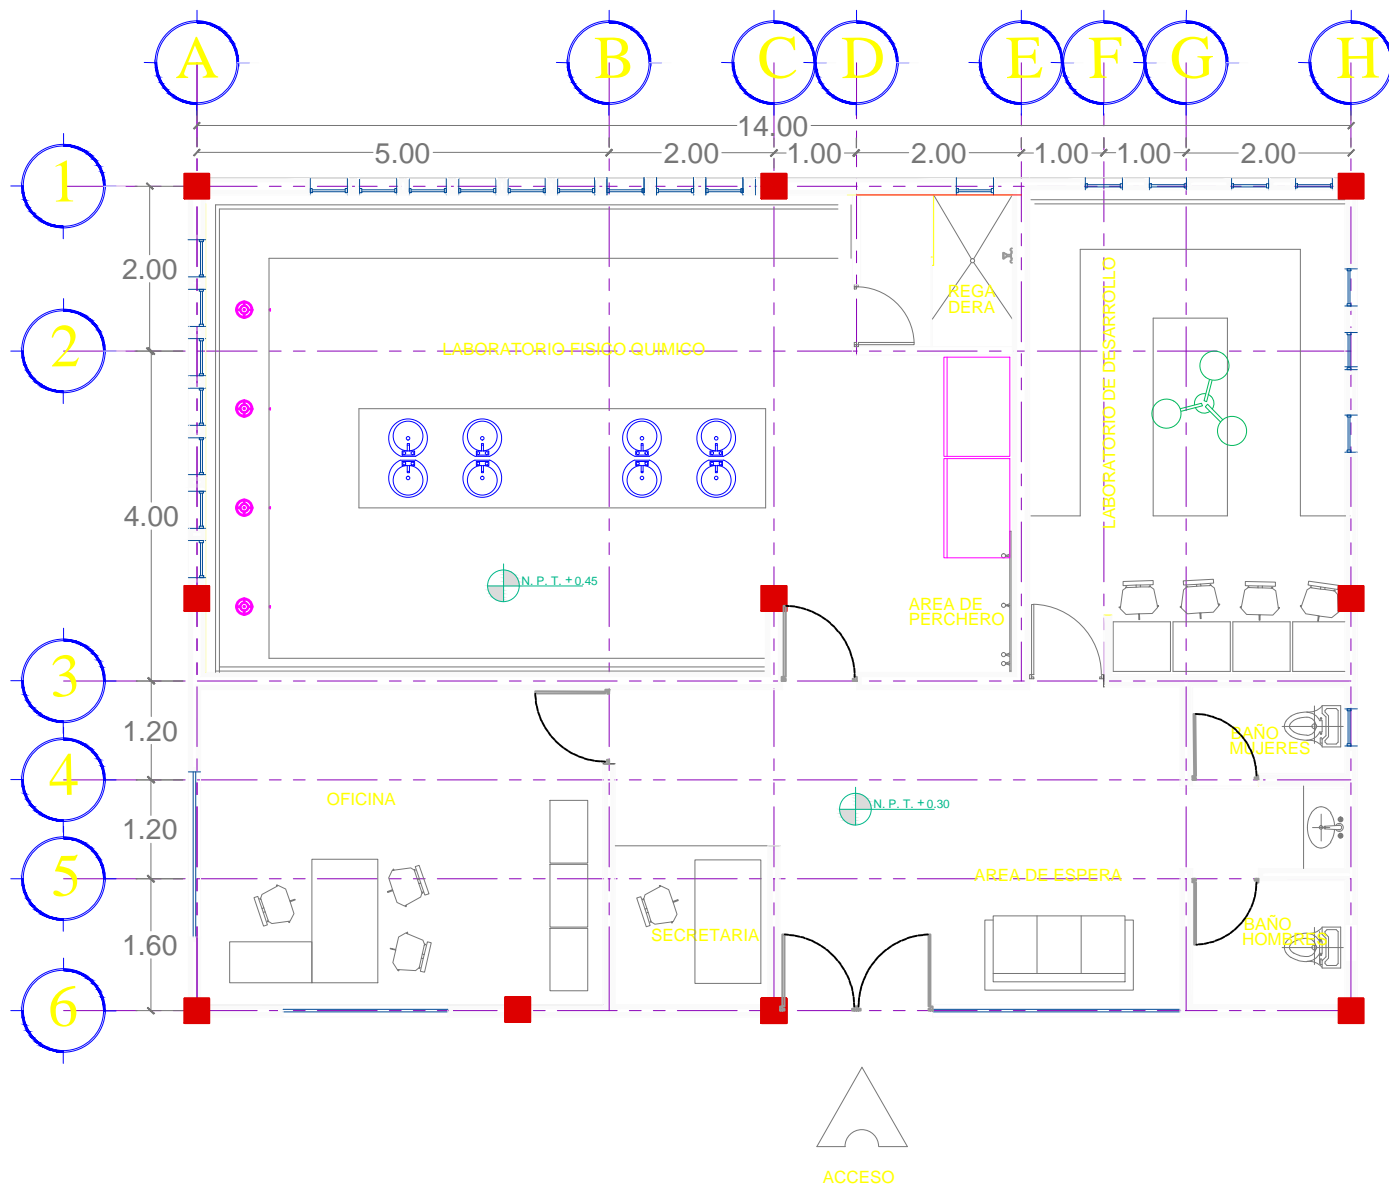 A B C D E F G H
14.00
5.00 2.00 1.00 2.00 1.00 1.00 2.00
1
2.00
REGA
DERA
LABORATORIO DE DESARROLLO
2
LABORATORIO FISICO QUIMICO
4.00
N. P. T. +0.45
AREA DE
PERCHERO
3
1.20
BAÑO
MUJERES
4
OFICINA
N. P. T. +0.30
1.20
5
AREA DE ESPERA
SECRETARIA
BAÑO
HOMBRES
1.60
6
ACCESO